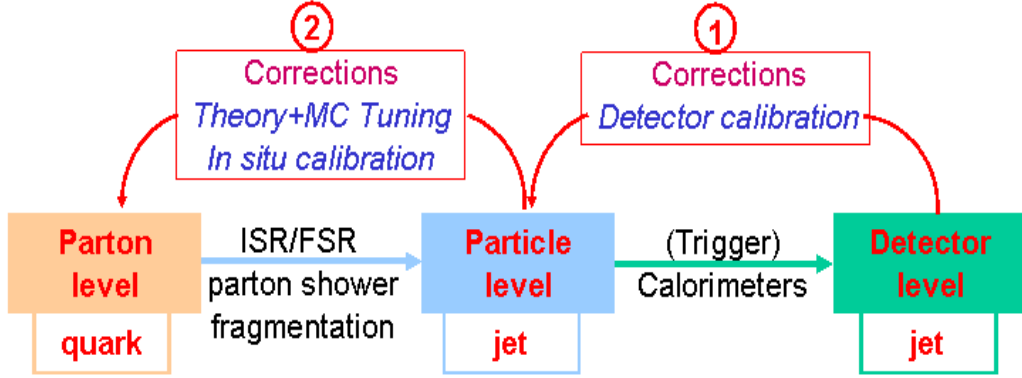 2
Corrections
Theory+MC Tuning
In situ calibration
1
Corrections
Detector calibration
Parton
level
quark
ISR/FSR
parton shower
fragmentation
Particle
level
jet
(Trigger)
Calorimeters
Detector
level
jet